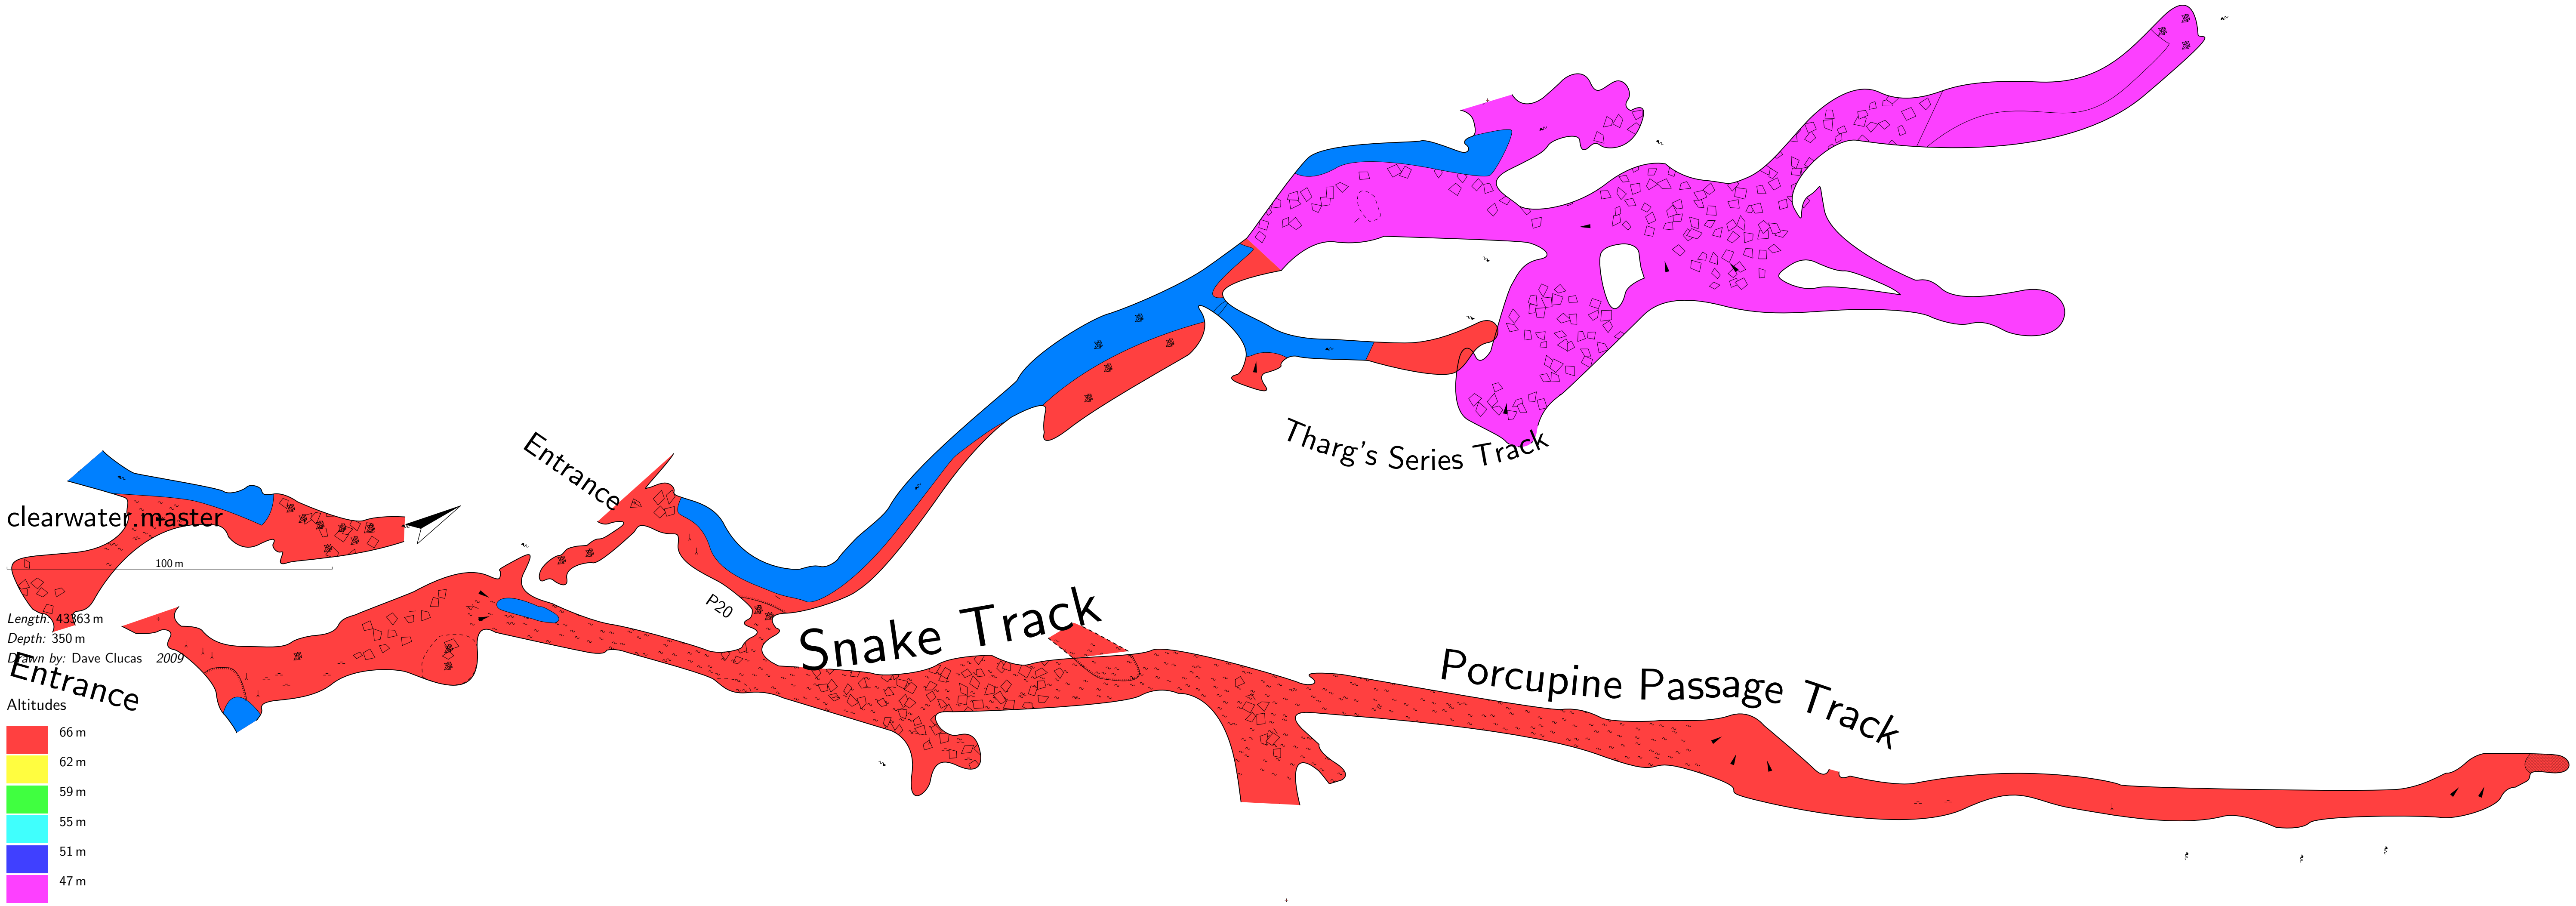 Entrance
Tharg's Series Track
clearwater.master
100 m
P20
Snake Track
Length: 43363 m
Depth: 350 m
Drawn by: Dave Clucas 2009
Entrance
Porcupine Passage Track
Altitudes
66 m
62 m
59 m
55 m
51 m
47 m